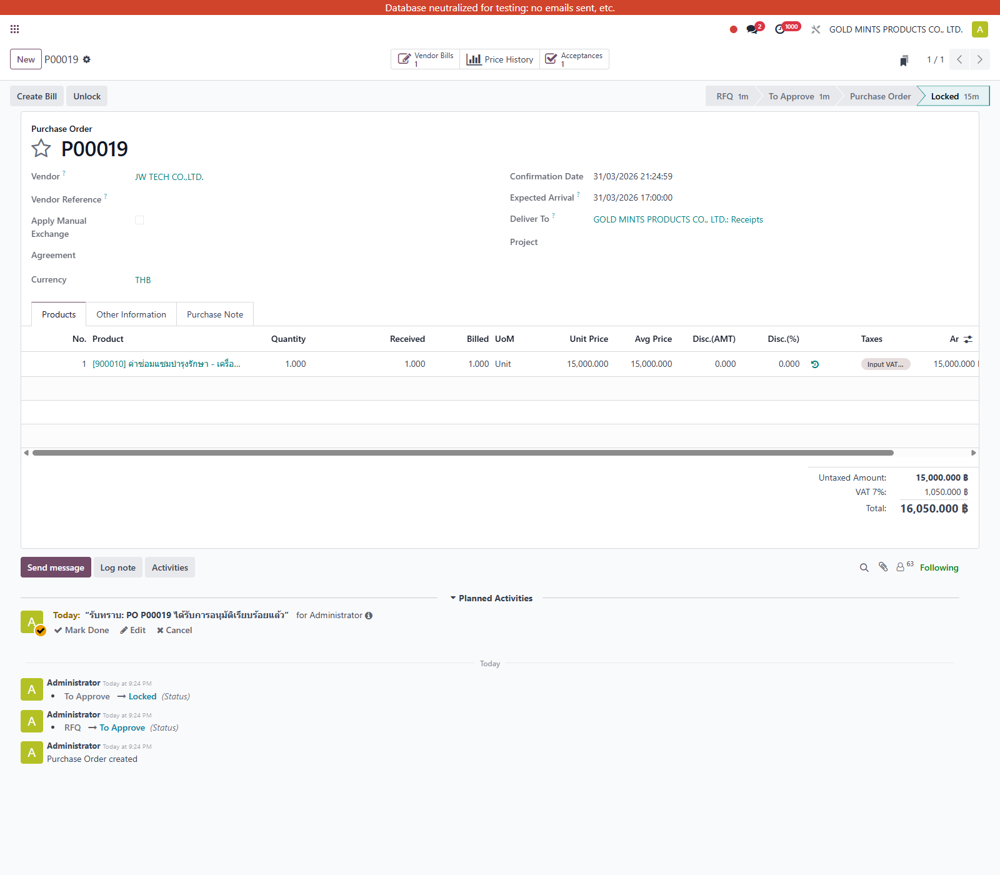 Database neutralized for testing: no emails sent, etc.
2
1000
GOLD MINTS PRODUCTS CO., LTD.
A
New
P00019
Vendor Bills
1
Price History
Acceptances
1
1 / 1
Create Bill
Unlock
RFQ 1m
To Approve 1m
Purchase Order
Locked 15m
Purchase Order
P00019
Vendor ?
JW TECH CO.,LTD.
Confirmation Date
31/03/2026 21:24:59
Vendor Reference ?
Expected Arrival ?
31/03/2026 17:00:00
Apply Manual
Exchange
Deliver To ?
GOLD MINTS PRODUCTS CO., LTD.: Receipts
Project
Agreement
Currency
THB
Products
Other Information
Purchase Note
No. Product Quantity Received Billed UoM Unit Price Avg Price Disc.(AMT) Disc.(%) Taxes Ar
1 [900010] ค่าซ่อมแซมบำรุงรักษา - เครื่อ... 1.000 1.000 1.000 Unit 15,000.000 15,000.000 0.000 0.000 Input VAT... 15,000.000
Untaxed Amount: 15,000.000 ฿
VAT 7%: 1,050.000 ฿
Total: 16,050.000 ฿
Send message
Log note
Activities
63
Following
Planned Activities
A
Today: “รับทราบ: PO P00019 ได้รับการอนุมัติเรียบร้อยแล้ว” for Administrator
Mark Done Edit Cancel
Today
A
Administrator Today at 9:24 PM
• To Approve → Locked (Status)
A
Administrator Today at 9:24 PM
• RFQ → To Approve (Status)
A
Administrator Today at 9:24 PM
Purchase Order created